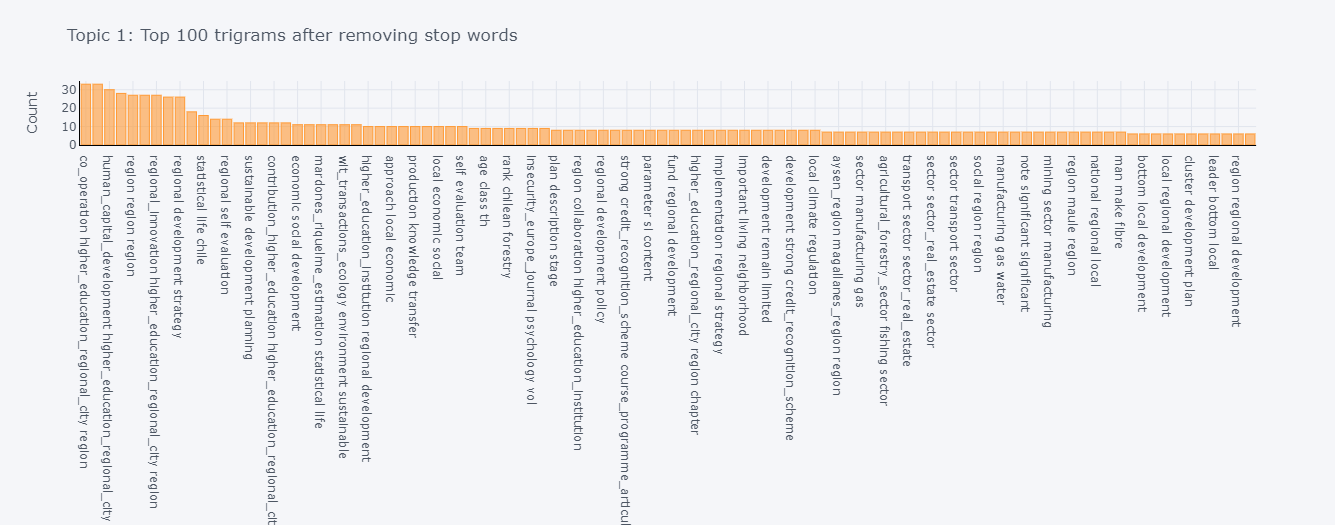 Topic 1: Top 100 trigrams after removing stop words
Count
30
20
10
0
co_operation higher_education_regional_city region
human_capital_development higher_education_regional_city
region region region
regional_innovation higher_education_regional_city region
regional development strategy
statistical life chile
regional self evaluation
sustainable development planning
contribution_higher_education higher_education_regional_cit
economic social development
mardones_riquelme_estimation statistical life
wit_transactions_ecology environment sustainable
higher_education_institution regional development
approach local economic
production knowledge transfer
local economic social
self evaluation team
age class th
rank chilean forestry
insecurity_europe_journal psychology vol
plan description stage
region collaboration higher_education_institution
regional development policy
strong credit_recognition_scheme course_programme_articul
parameter sl content
fund regional development
higher_education_regional_city region chapter
implementation regional strategy
important living neighborhood
development remain limited
development strong credit_recognition_scheme
local climate regulation
aysen_region magallanes_region region
sector manufacturing gas
agricultural_forestry_sector fishing sector
transport sector sector_real_estate
sector sector_real_estate sector
sector transport sector
social region region
manufacturing gas water
note significant significant
mining sector manufacturing
region maule region
national regional local
man make fibre
bottom local development
local regional development
cluster development plan
leader bottom local
region regional development